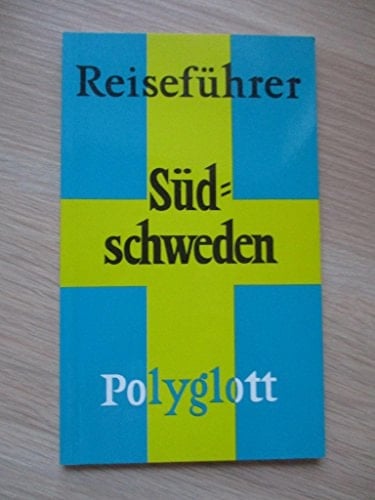 Reiseführer
Süd=
schweden
Polyglott